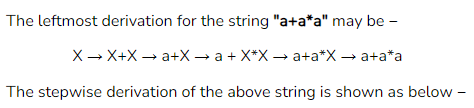 The leftmost derivation for the string "a+a*a" may be −
X → X+X → a+X → a + X*X → a+a*X → a+a*a
The stepwise derivation of the above string is shown as below −